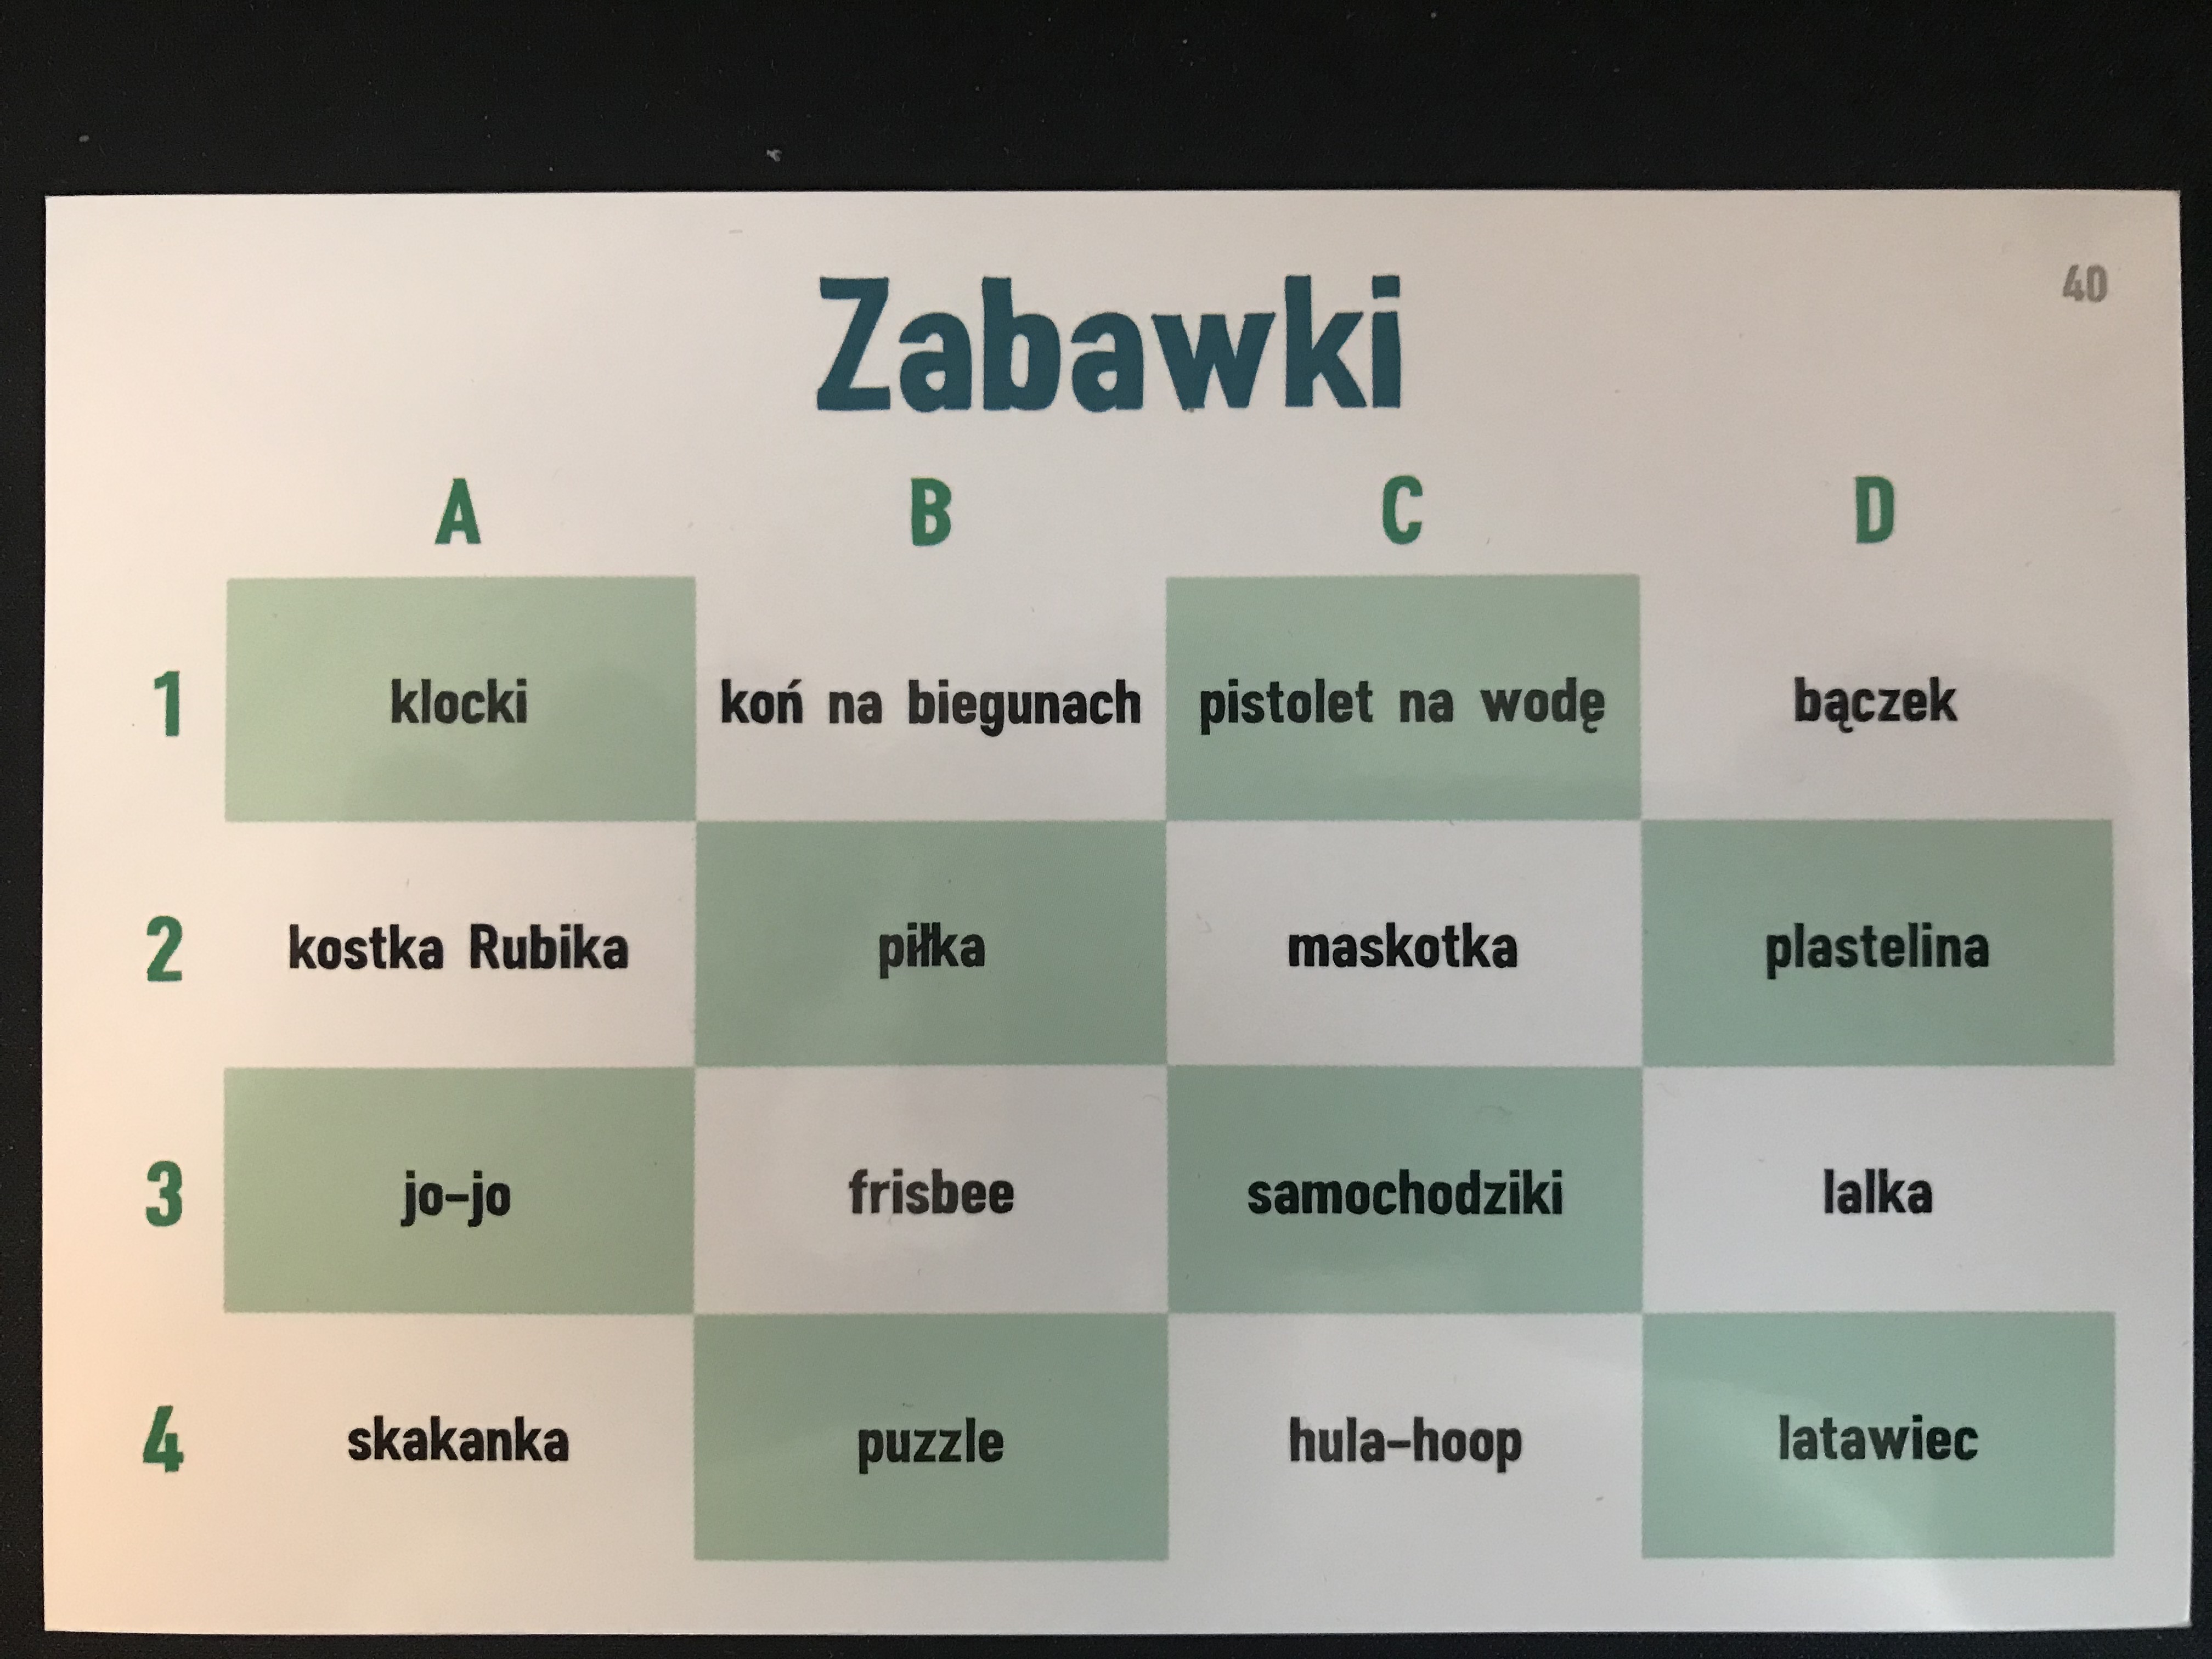 Zabawki
40
A B C D
1 klocki koń na biegunach pistolet na wodę bączek
2 kostka Rubika piłka maskotka plastelina
3 jo-jo frisbee samochodziki lalka
4 skakanka puzzle hula-hoop latawiec